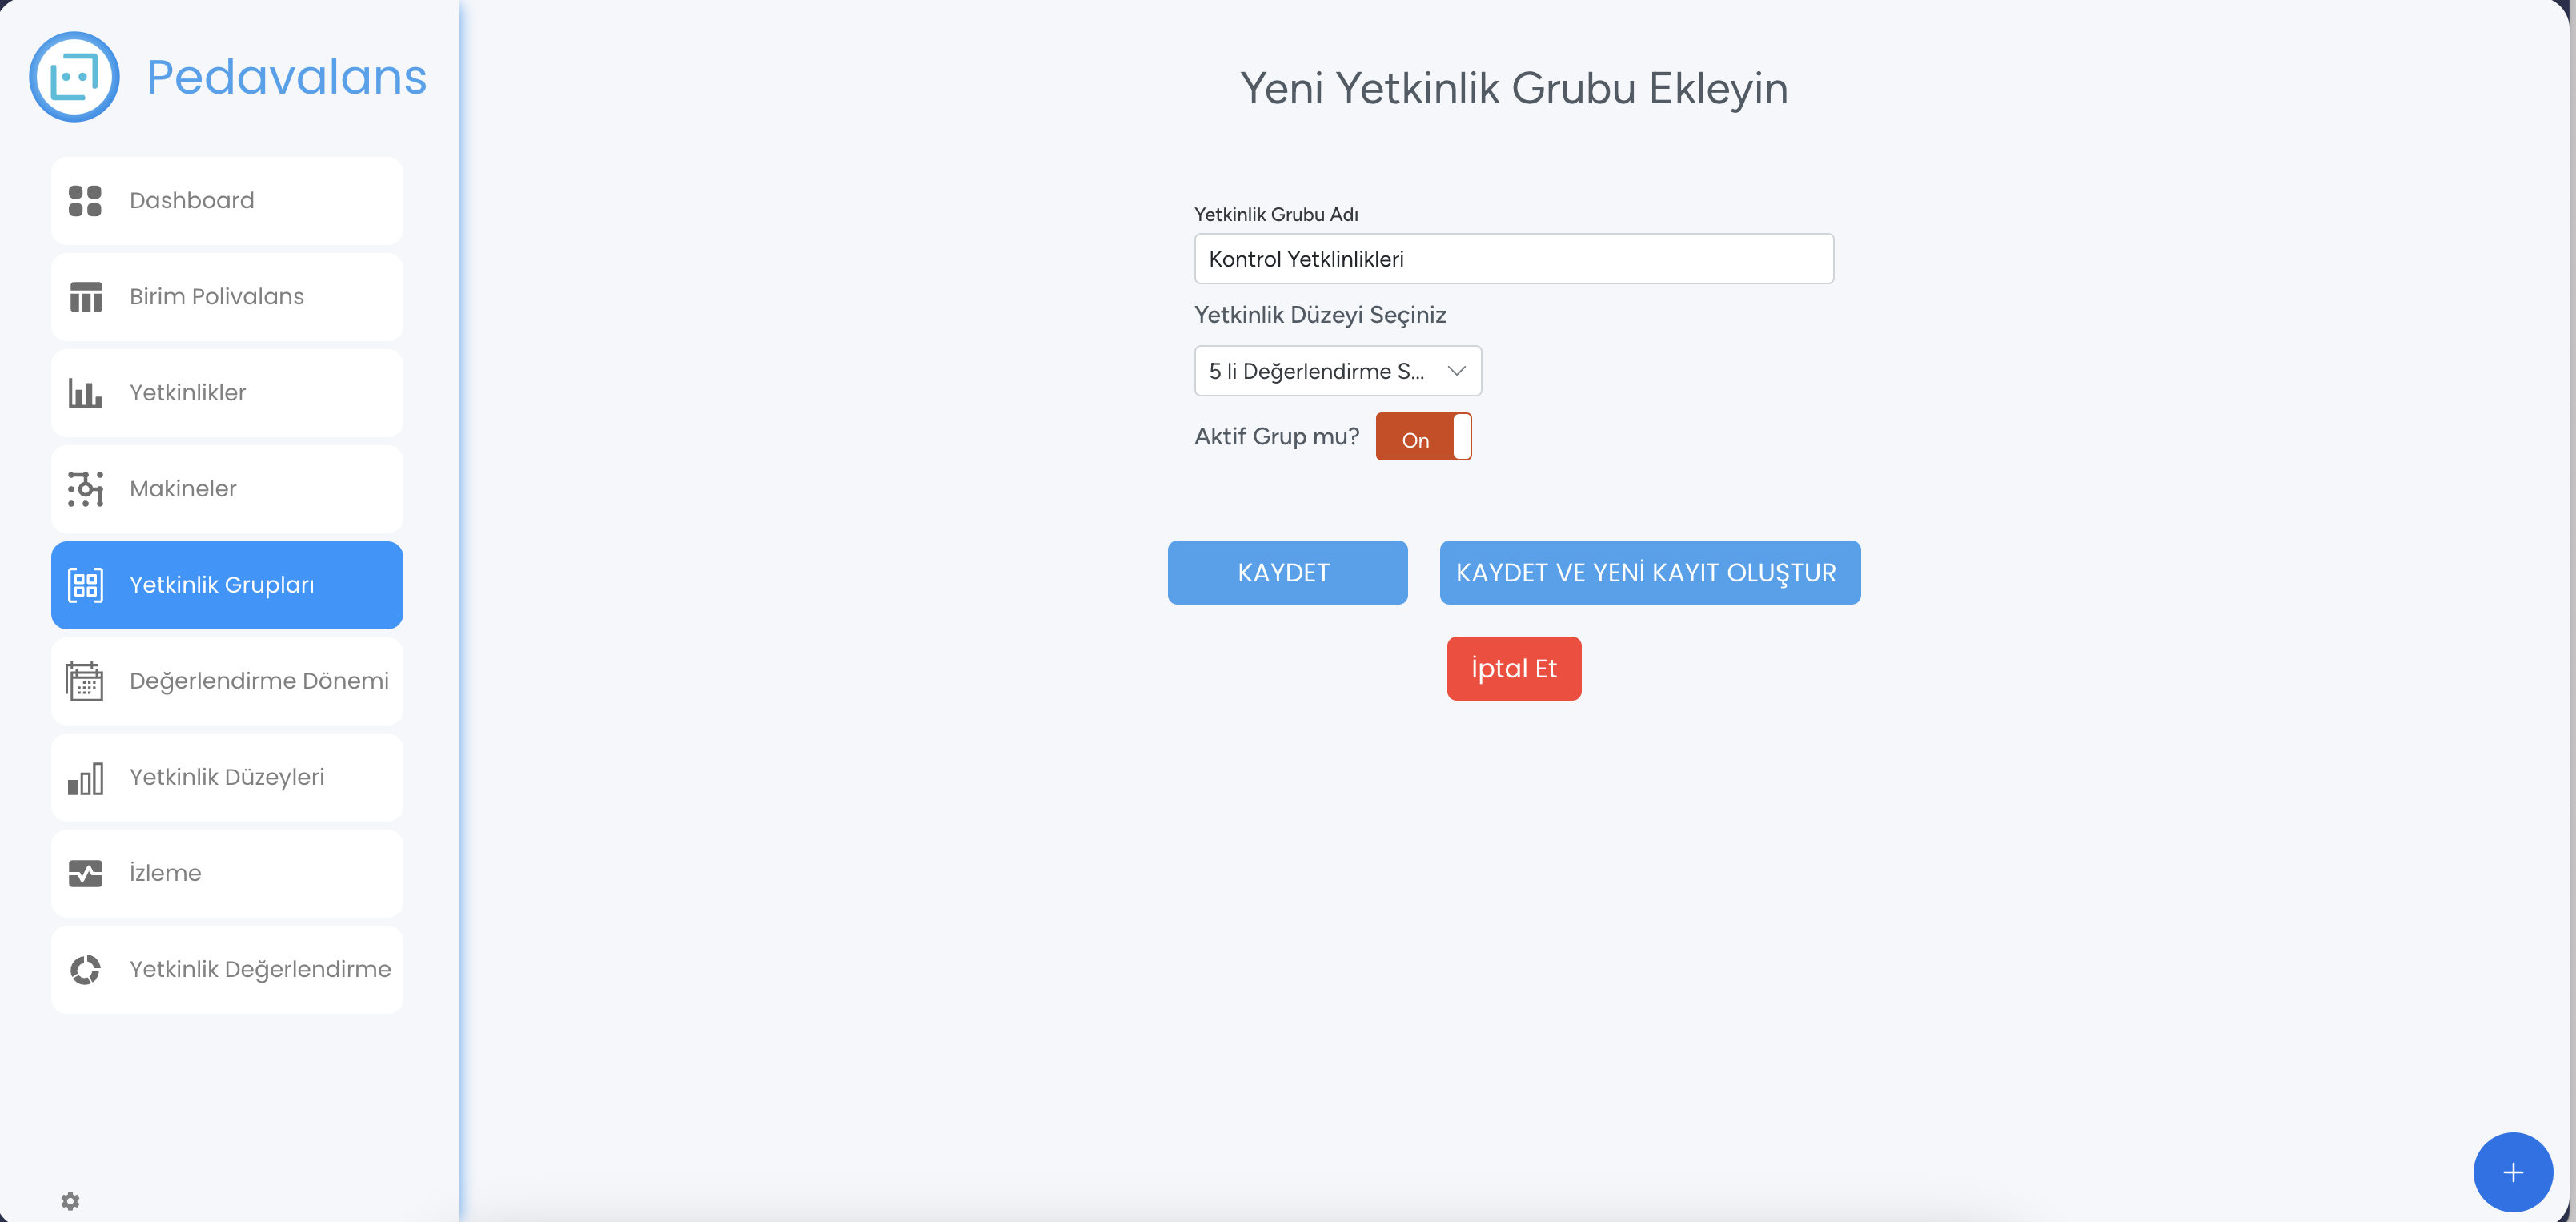 Pedavalans
Dashboard
Birim Polivalans
Yetkinlikler
Makineler
Yetkinlik Grupları
Değerlendirme Dönemi
Yetkinlik Düzeyleri
İzleme
Yetkinlik Değerlendirme
Yeni Yetkinlik Grubu Ekleyin
Yetkinlik Grubu Adı
Kontrol Yetklinlikleri
Yetkinlik Düzeyi Seçiniz
5 li Değerlendirme S...
Aktif Grup mu? On
KAYDET KAYDET VE YENİ KAYIT OLUŞTUR
İptal Et